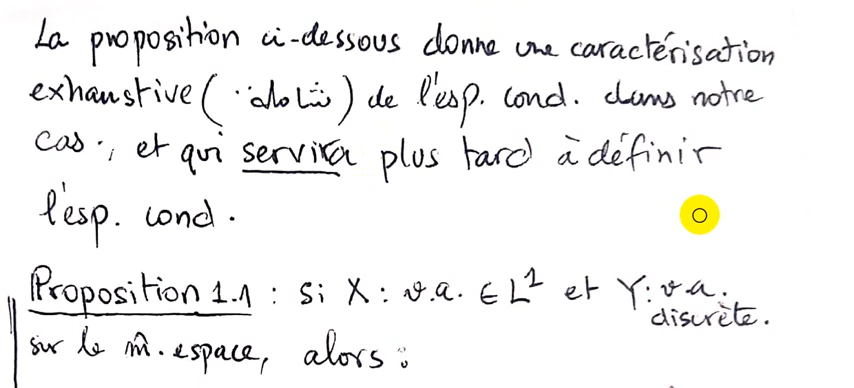 La proposition ci-dessous donne une caractérisation
exhaustive (شاملة) de l'esp. cond. dans notre
cas., et qui servira plus tard à définir
l'esp. cond.
Proposition 1.1 : Si X : v.a. ∈ L¹ et Y : v.a.
discrète.
sur le m̂. espace, alors :